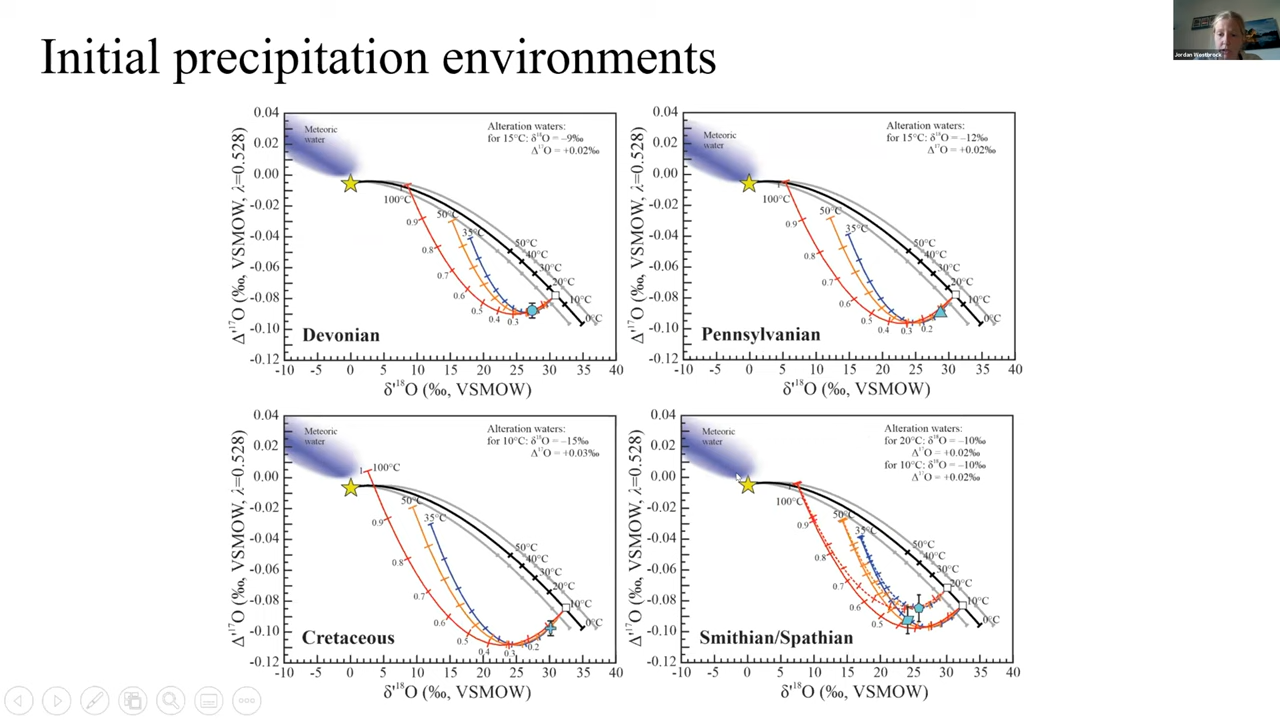 Initial precipitation environments
Jordan Wostbrock
0.04
0.02
0.00
-0.02
-0.04
-0.06
-0.08
-0.10
-0.12
Δ'¹⁷O (‰, VSMOW, λ=0.528)
Meteoric
water
Alteration waters:
for 15°C: δ¹⁸O = –9‰
Δ¹⁷O = +0.02‰
1
100°C
50°C
35°C
0.9
0.8
0.7
0.6
0.5
0.4
0.3
50°C
40°C
30°C
20°C
10°C
0°C
Devonian
-10 -5 0 5 10 15 20 25 30 35 40
δ'¹⁸O (‰, VSMOW)
0.04
0.02
0.00
-0.02
-0.04
-0.06
-0.08
-0.10
-0.12
Δ'¹⁷O (‰, VSMOW, λ=0.528)
Meteoric
water
Alteration waters:
for 15°C: δ¹⁸O = –12‰
Δ¹⁷O = +0.02‰
1
100°C
50°C
35°C
0.9
0.8
0.7
0.6
0.5
0.4
0.3
0.2
50°C
40°C
30°C
20°C
10°C
0°C
Pennsylvanian
-10 -5 0 5 10 15 20 25 30 35 40
δ'¹⁸O (‰, VSMOW)
0.04
0.02
0.00
-0.02
-0.04
-0.06
-0.08
-0.10
-0.12
Δ'¹⁷O (‰, VSMOW, λ=0.528)
Meteoric
water
Alteration waters:
for 10°C: δ¹⁸O = –15‰
Δ¹⁷O = +0.03‰
1
100°C
50°C
35°C
0.9
0.8
0.7
0.6
0.5
0.4
0.3
0.2
50°C
40°C
30°C
20°C
10°C
0°C
Cretaceous
-10 -5 0 5 10 15 20 25 30 35 40
δ'¹⁸O (‰, VSMOW)
0.04
0.02
0.00
-0.02
-0.04
-0.06
-0.08
-0.10
-0.12
Δ'¹⁷O (‰, VSMOW, λ=0.528)
Meteoric
water
Alteration waters:
for 20°C: δ¹⁸O = –10‰
Δ¹⁷O = +0.02‰
for 10°C: δ¹⁸O = –10‰
Δ¹⁷O = +0.02‰
100°C
50°C
35°C
0.9
0.8
0.7
0.6
0.5
50°C
40°C
30°C
20°C
10°C
0°C
Smithian/Spathian
-10 -5 0 5 10 15 20 25 30 35 40
δ'¹⁸O (‰, VSMOW)